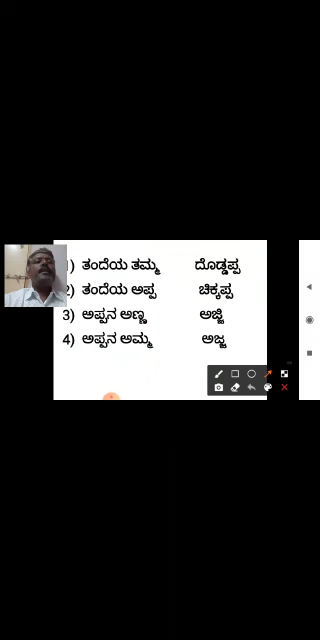 1) ತಂದೆಯ ತಮ್ಮ ದೊಡ್ಡಪ್ಪ
2) ತಂದೆಯ ಅಪ್ಪ ಚಿಕ್ಕಪ್ಪ
3) ಅಪ್ಪನ ಅಣ್ಣ ಅಜ್ಜಿ
4) ಅಪ್ಪನ ಅಮ್ಮ ಅಜ್ಜ